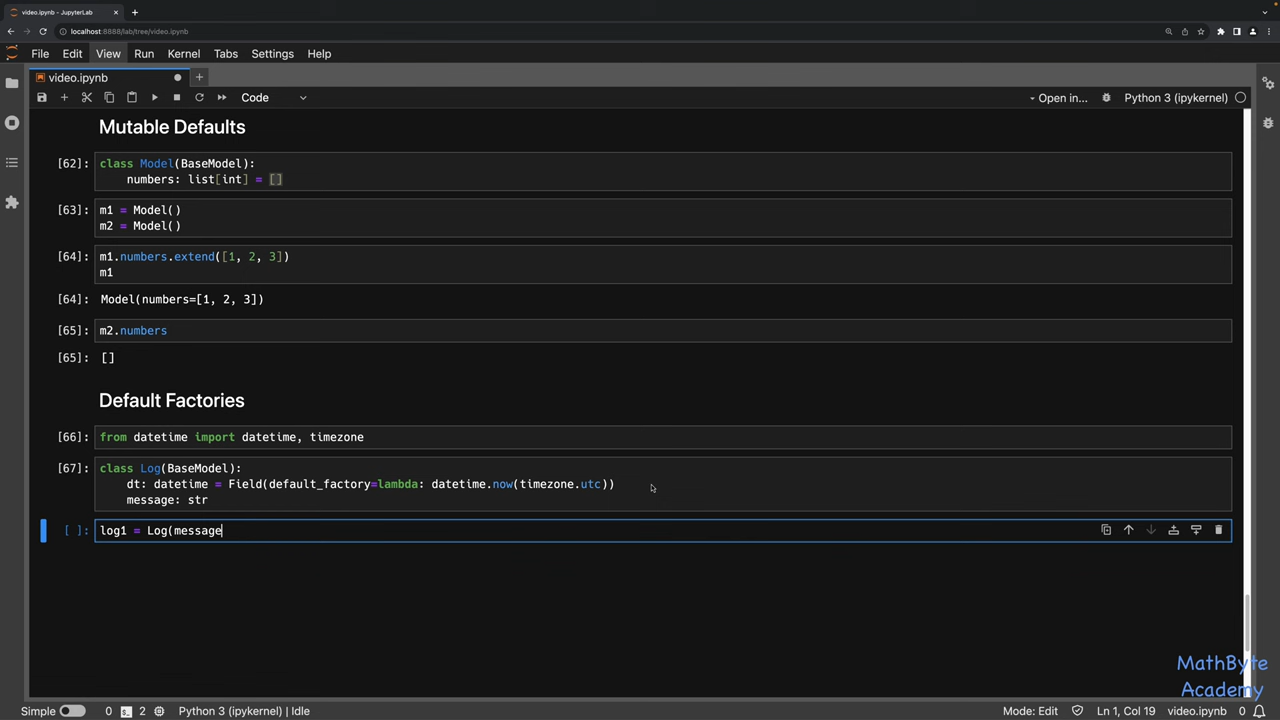 video.ipynb - JupyterLab
localhost:8888/lab/tree/video.ipynb
File Edit View Run Kernel Tabs Settings Help
video.ipynb
Code Open in... Python 3 (ipykernel)
Mutable Defaults
[62]: class Model(BaseModel):
numbers: list[int] = []
[63]: m1 = Model()
m2 = Model()
[64]: m1.numbers.extend([1, 2, 3])
m1
[64]: Model(numbers=[1, 2, 3])
[65]: m2.numbers
[65]: []
Default Factories
[66]: from datetime import datetime, timezone
[67]: class Log(BaseModel):
dt: datetime = Field(default_factory=lambda: datetime.now(timezone.utc))
message: str
[ ]: log1 = Log(message
MathByte
Academy
Simple 0 2 Python 3 (ipykernel) | Idle Mode: Edit Ln 1, Col 19 video.ipynb 0